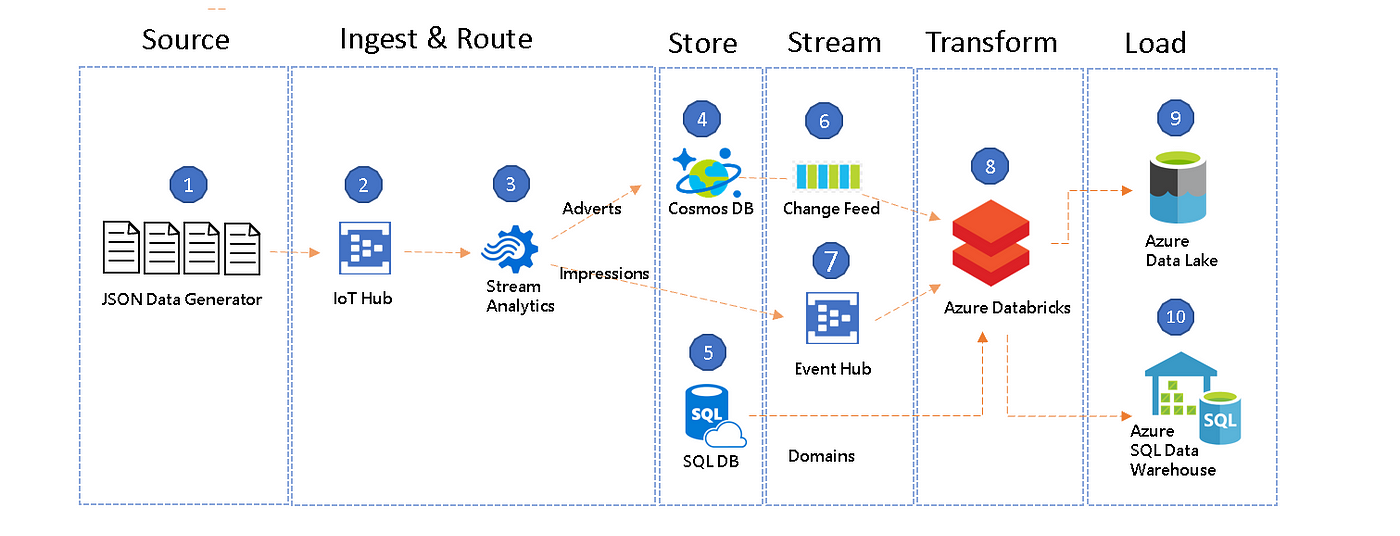 Source
Ingest & Route
Store
Stream
Transform
Load
1
JSON Data Generator
2
IoT Hub
3
Stream
Analytics
Adverts
Impressions
4
Cosmos DB
5
SQL
SQL DB
6
Change Feed
7
Event Hub
Domains
8
Azure Databricks
9
Azure
Data Lake
10
SQL
Azure
SQL Data
Warehouse